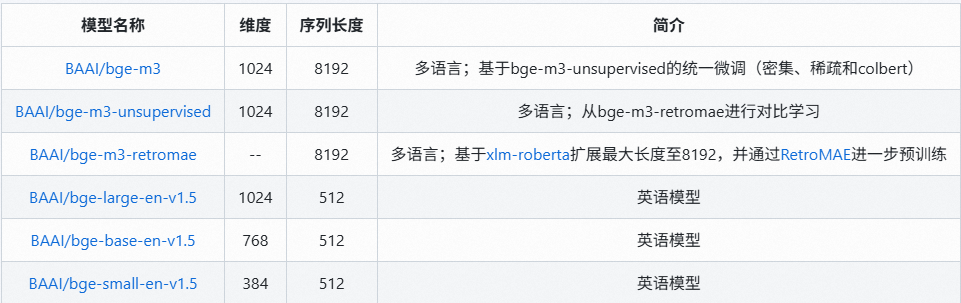 模型名称 维度 序列长度 简介
BAAI/bge-m3 1024 8192 多语言；基于bge-m3-unsupervised的统一微调（密集、稀疏和colbert）
BAAI/bge-m3-unsupervised 1024 8192 多语言；从bge-m3-retromae进行对比学习
BAAI/bge-m3-retromae -- 8192 多语言；基于xlm-roberta扩展最大长度至8192，并通过RetroMAE进一步预训练
BAAI/bge-large-en-v1.5 1024 512 英语模型
BAAI/bge-base-en-v1.5 768 512 英语模型
BAAI/bge-small-en-v1.5 384 512 英语模型